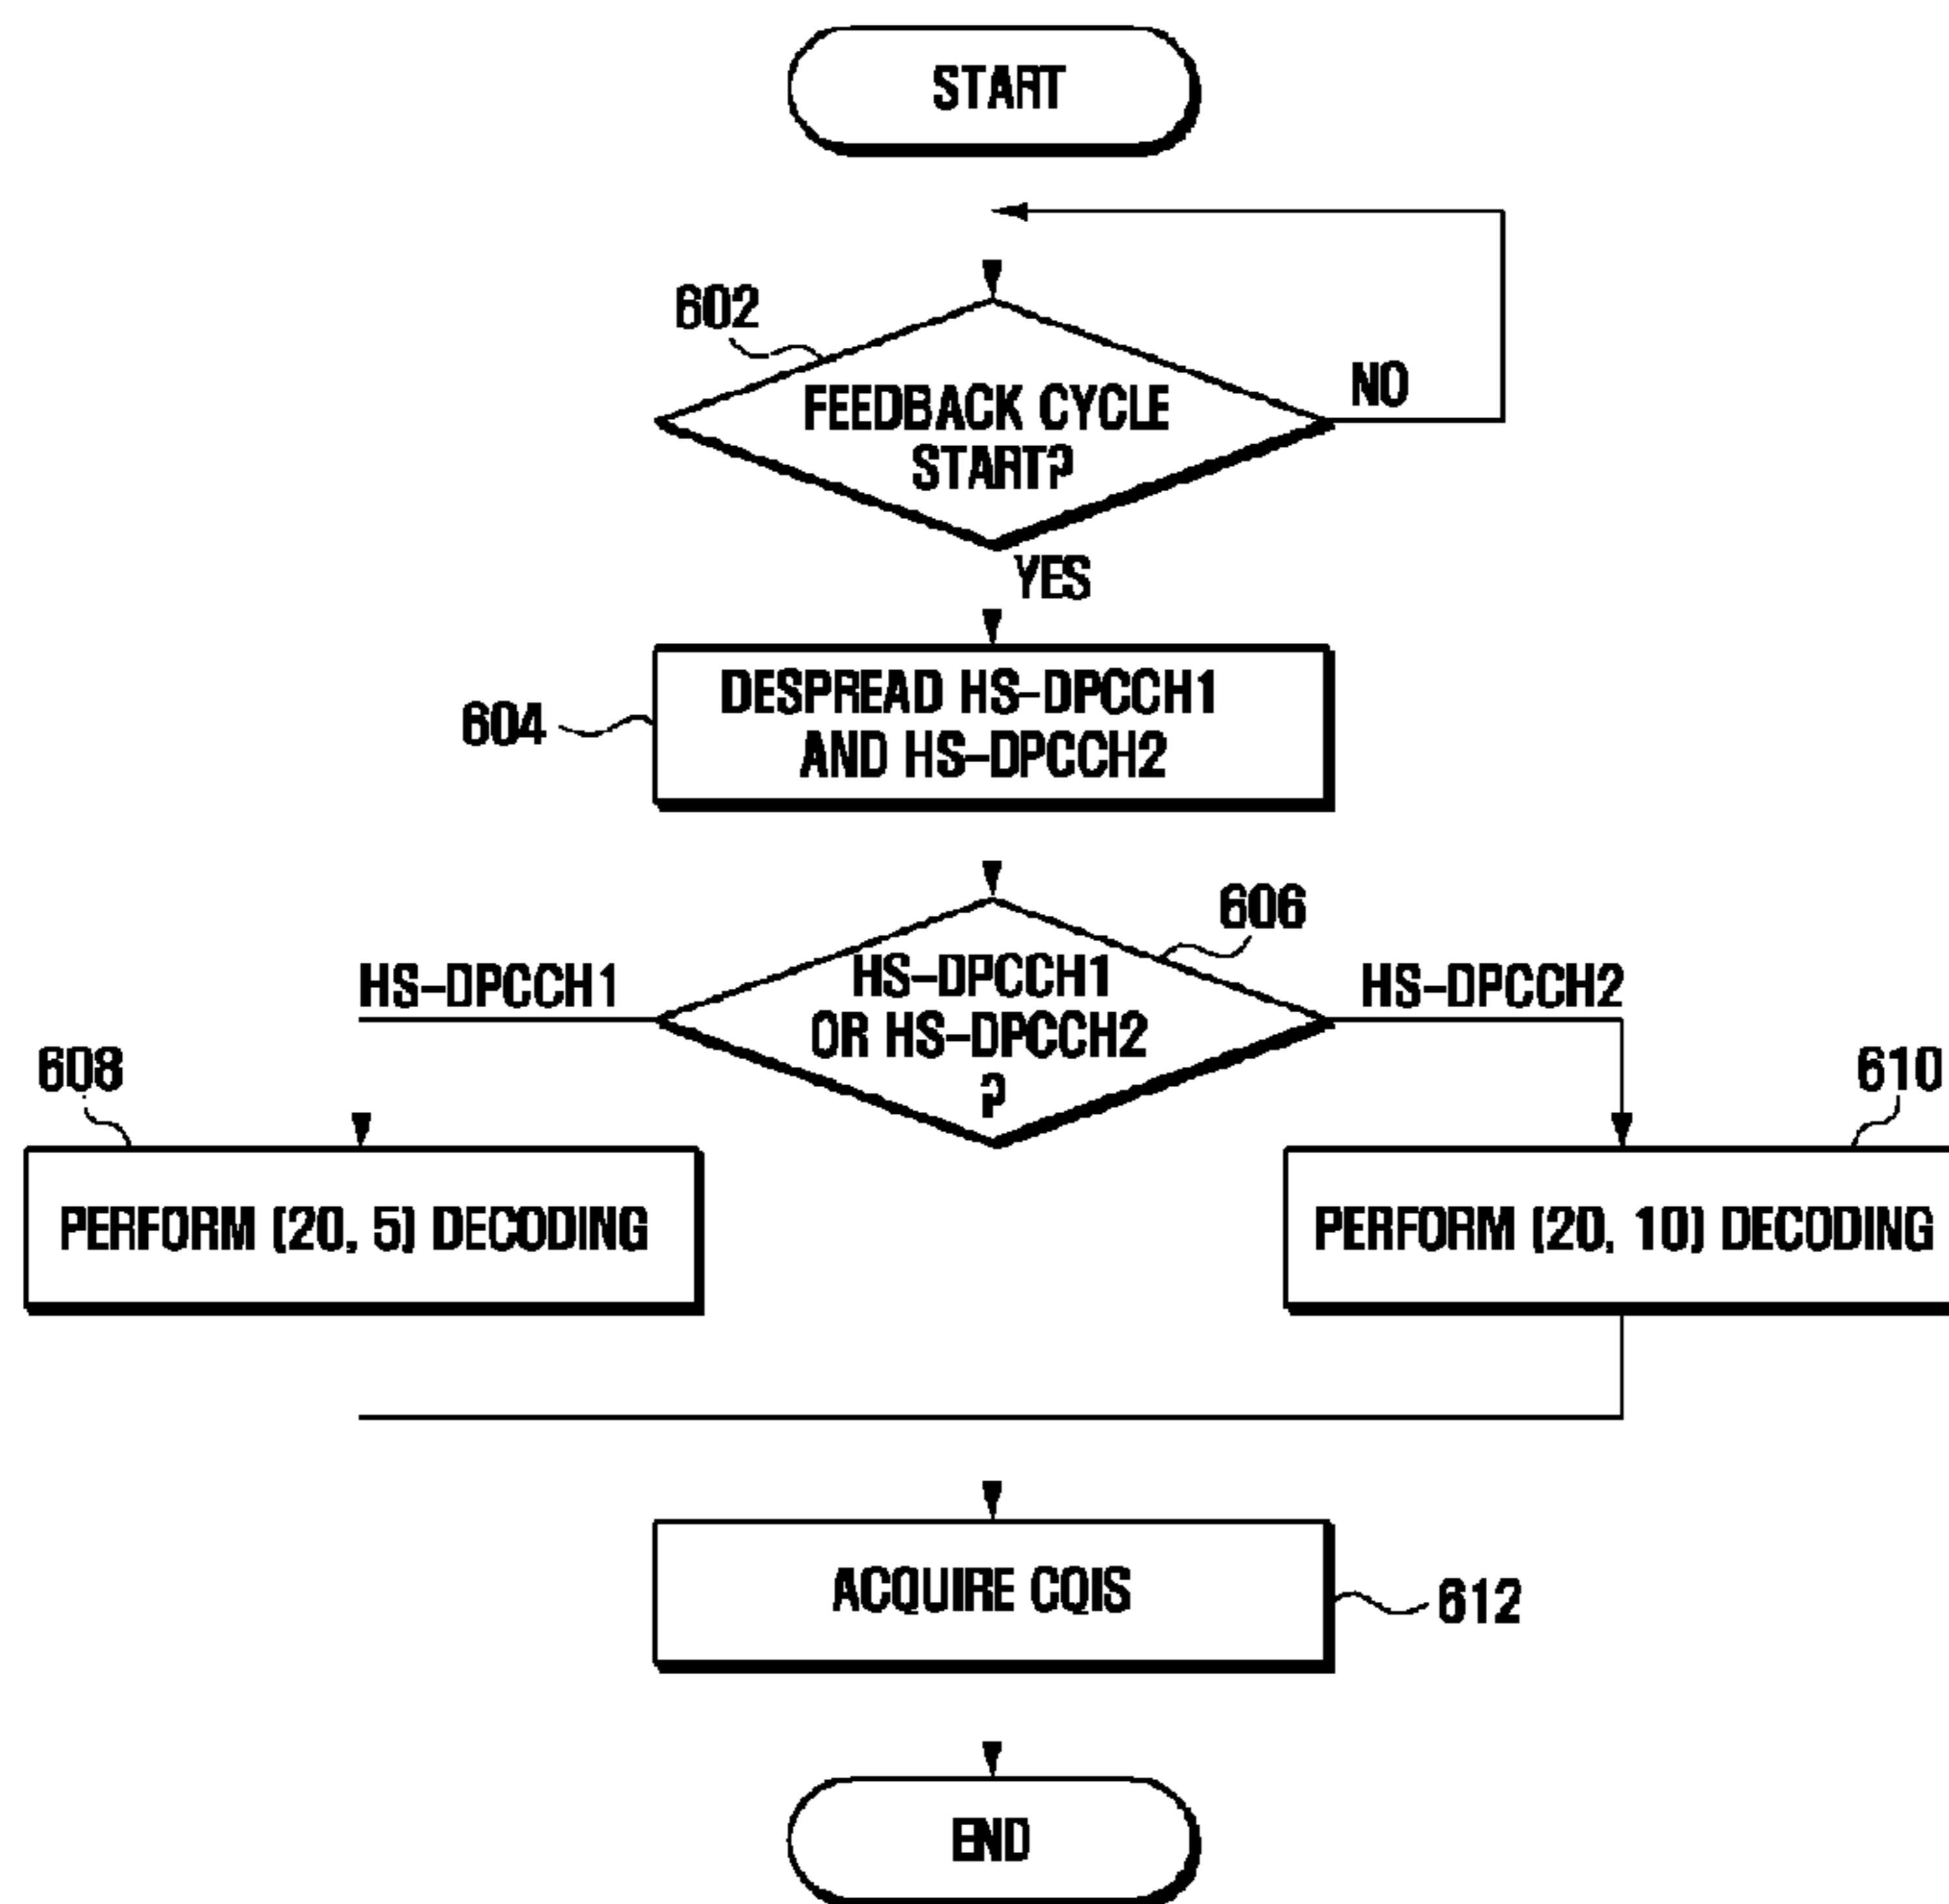 START
602
FEEDBACK CYCLE
START?
NO
YES
604
DESPREAD HS-DPCCH1
AND HS-DPCCH2
606
HS-DPCCH1
HS-DPCCH1
OR HS-DPCCH2
?
HS-DPCCH2
608
610
PERFORM (20, 5) DECODING
PERFORM (20, 10) DECODING
ACQUIRE CQIS
612
END